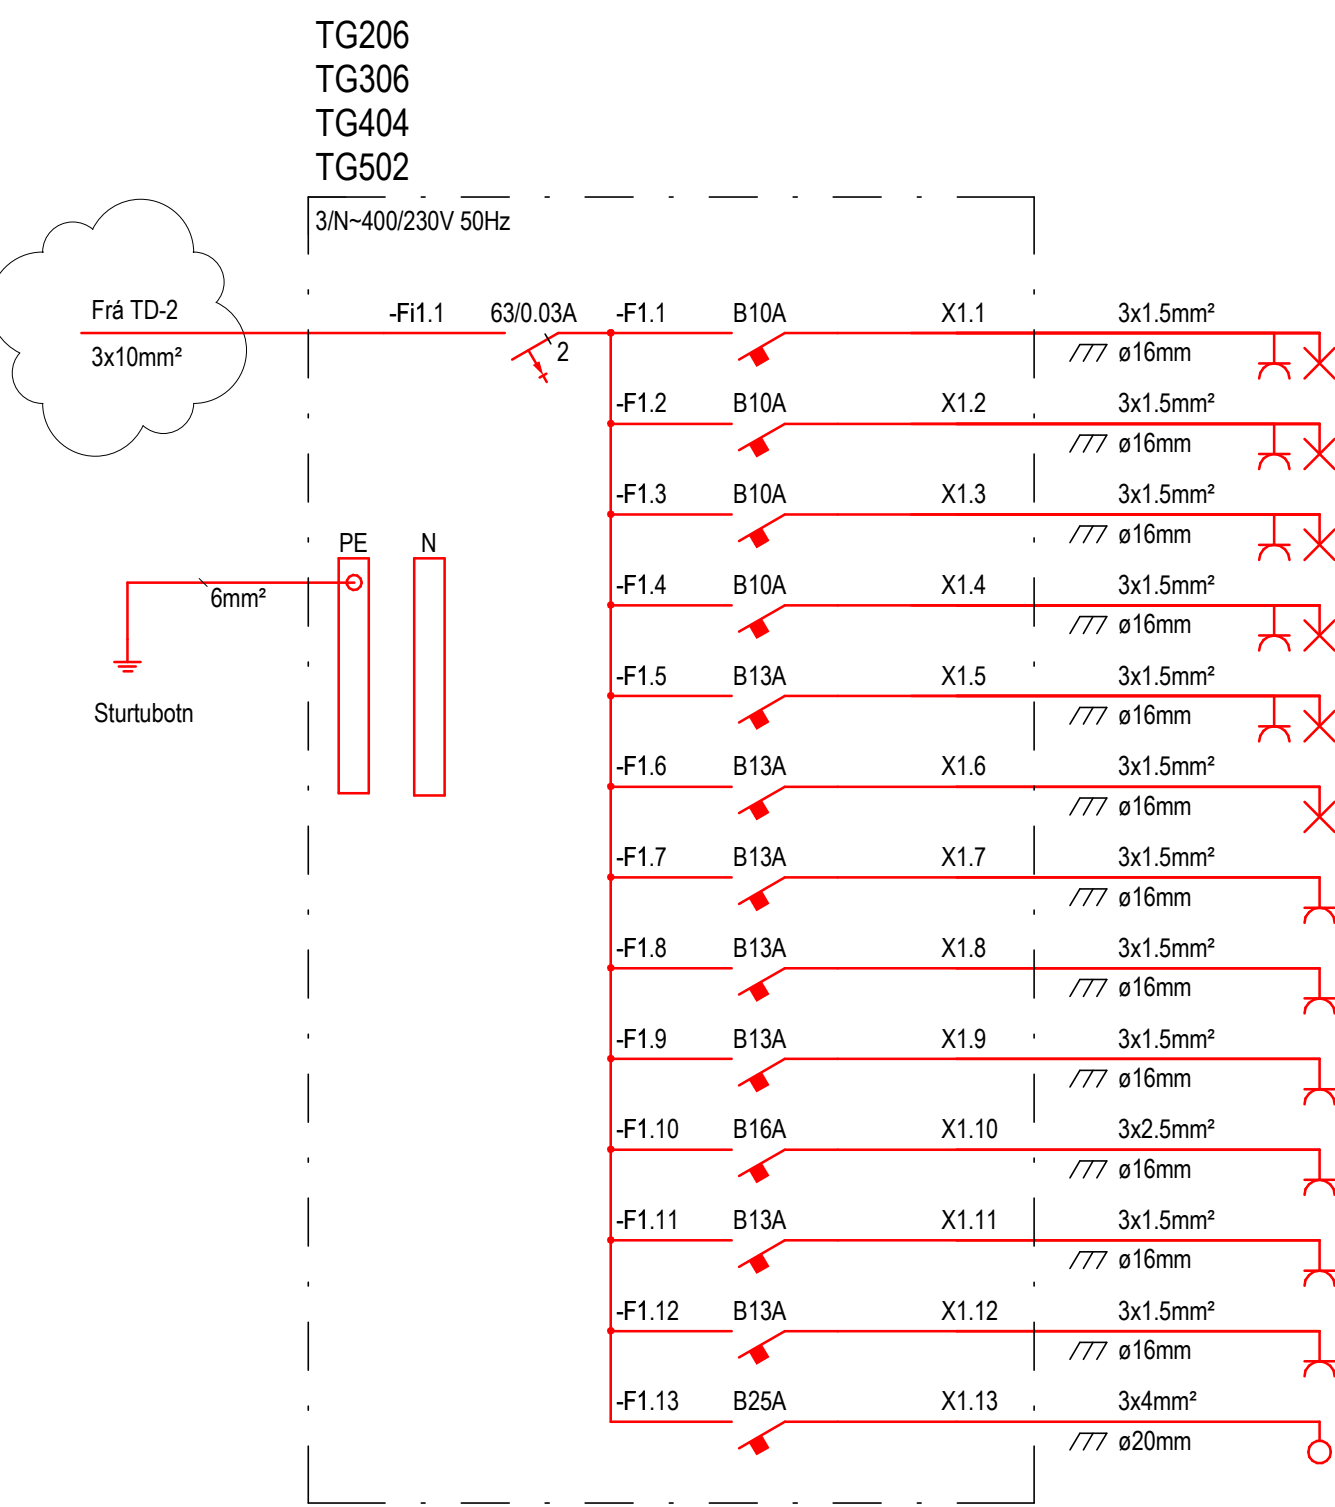 TG206
TG306
TG404
TG502
3/N~400/230V 50Hz
Frá TD-2
3x10mm²
-Fi1.1
63/0.03A
2
-F1.1 B10A X1.1 3x1.5mm²
ø16mm
-F1.2 B10A X1.2 3x1.5mm²
ø16mm
-F1.3 B10A X1.3 3x1.5mm²
ø16mm
PE
N
6mm²
Sturtubotn
-F1.4 B10A X1.4 3x1.5mm²
ø16mm
-F1.5 B13A X1.5 3x1.5mm²
ø16mm
-F1.6 B13A X1.6 3x1.5mm²
ø16mm
-F1.7 B13A X1.7 3x1.5mm²
ø16mm
-F1.8 B13A X1.8 3x1.5mm²
ø16mm
-F1.9 B13A X1.9 3x1.5mm²
ø16mm
-F1.10 B16A X1.10 3x2.5mm²
ø16mm
-F1.11 B13A X1.11 3x1.5mm²
ø16mm
-F1.12 B13A X1.12 3x1.5mm²
ø16mm
-F1.13 B25A X1.13 3x4mm²
ø20mm